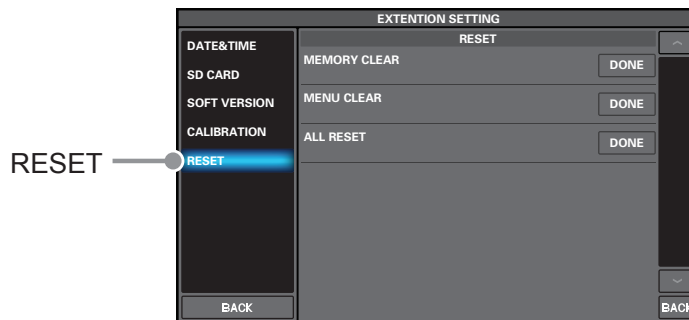 EXTENTION SETTING
DATE&TIME
SD CARD
SOFT VERSION
CALIBRATION
RESET
RESET
BACK
RESET
MEMORY CLEAR DONE
MENU CLEAR DONE
ALL RESET DONE
BACK